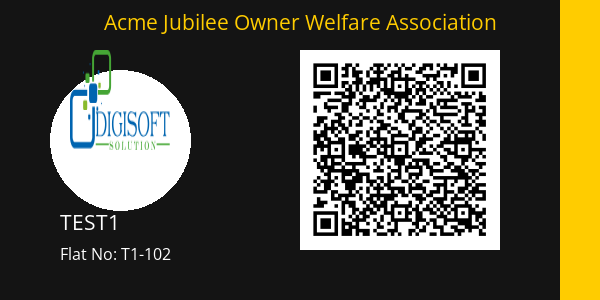 Acme Jubilee Owner Welfare Association
DIGISOFT
SOLUTION
TEST1
Flat No: T1-102